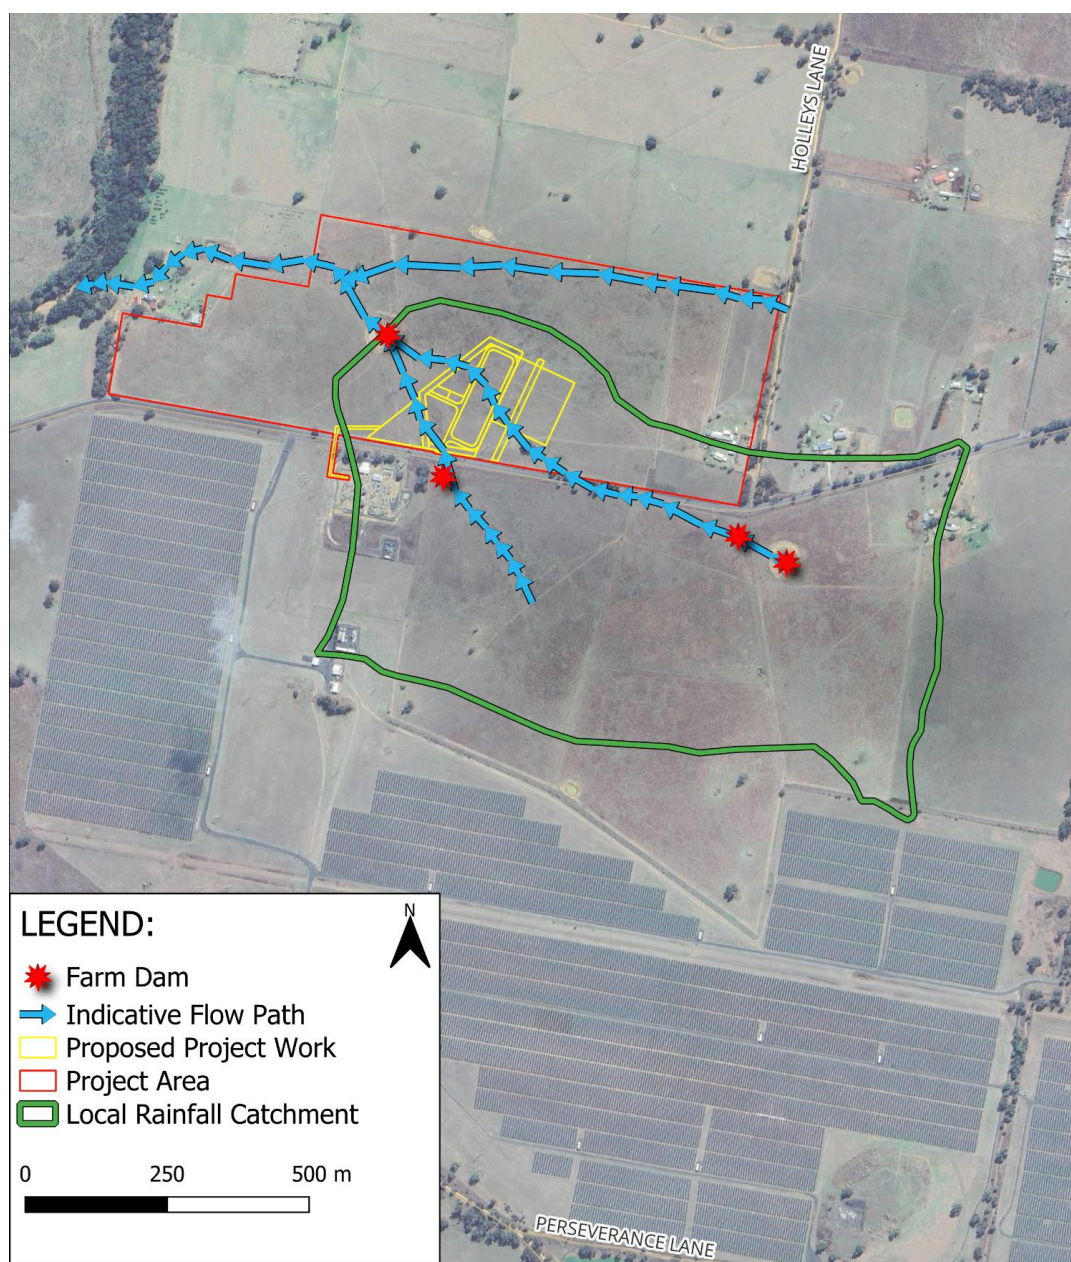 HOLLEYS LANE
LEGEND:
N
Farm Dam
Indicative Flow Path
Proposed Project Work
Project Area
Local Rainfall Catchment
0 250 500 m
PERSEVERANCE LANE